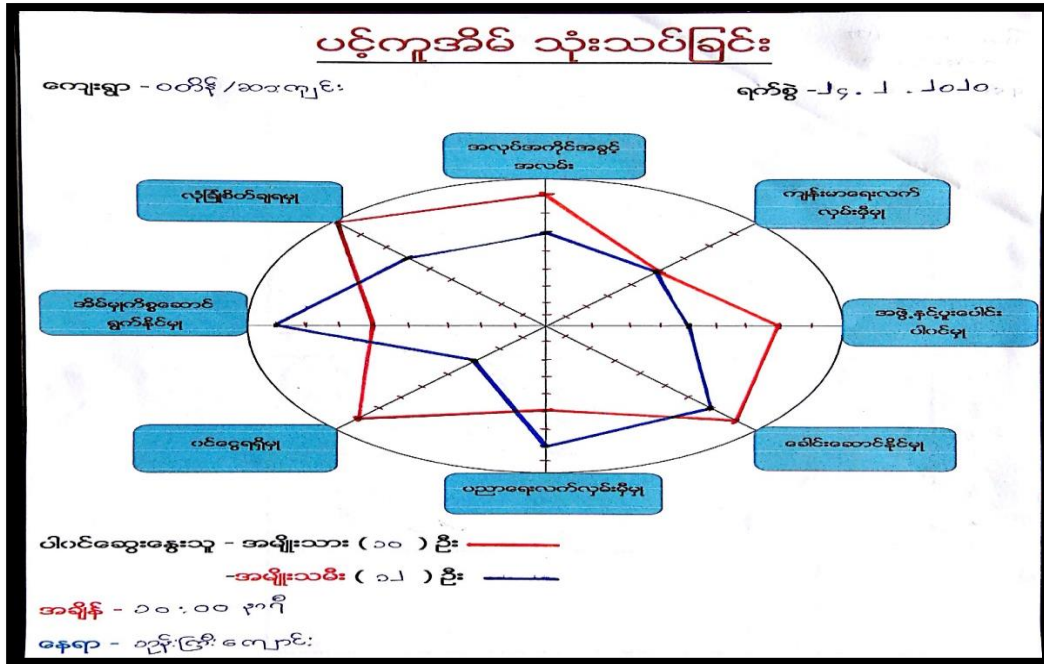 ပင့်ကူအိမ် သုံးသပ်ခြင်း
ကျေးရွာ - ဝတိန် / ဆားကျင်း
ရက်စွဲ - ၂၄ . ၂ . ၂၀၂၀
အလုပ်အကိုင်အခွင့်
အလမ်း
လုံခြုံစိတ်ချရမှု
ကျန်းမာရေးလက်
လှမ်းမှီမှု
အိမ်မှုကိစ္စဆောင်
ရွက်နိုင်မှု
အဖွဲ့နှင့်ပူးပေါင်း
ပါဝင်မှု
ဝင်ငွေရရှိမှု
ခေါင်းဆောင်နိုင်မှု
ပညာရေးလက်လှမ်းမှီမှု
ပါဝင်ဆွေးနွေးသူ - အမျိုးသား ( ၁၀ ) ဦး
-အမျိုးသမီး ( ၁၂ ) ဦး
အချိန် - ၁၀:၀၀ နာရီ
နေရာ - ဘုန်းကြီးကျောင်း